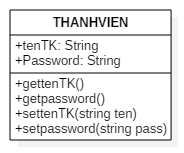 THANHVIEN
+tenTK: String
+Password: String
+gettenTK()
+getpassword()
+settenTK(string ten)
+setpassword(string pass)